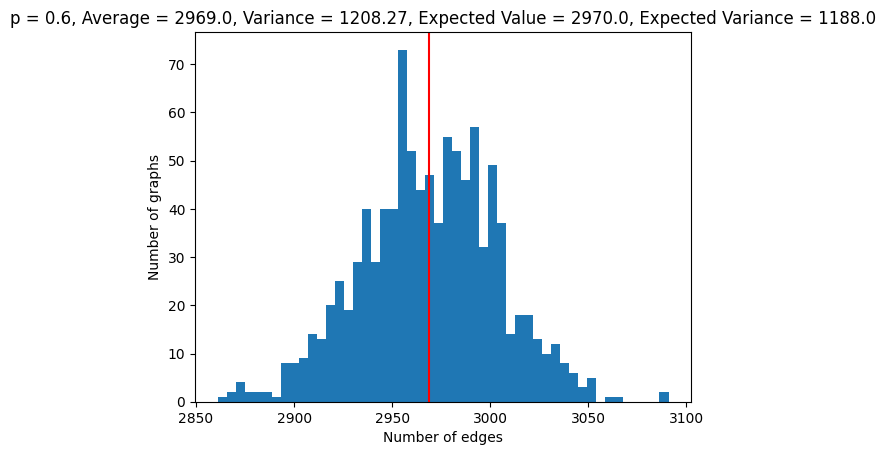 p = 0.6, Average = 2969.0, Variance = 1208.27, Expected Value = 2970.0, Expected Variance = 1188.0
70
60
50
40
30
20
10
0
Number of graphs
2850 2900 2950 3000 3050 3100
Number of edges